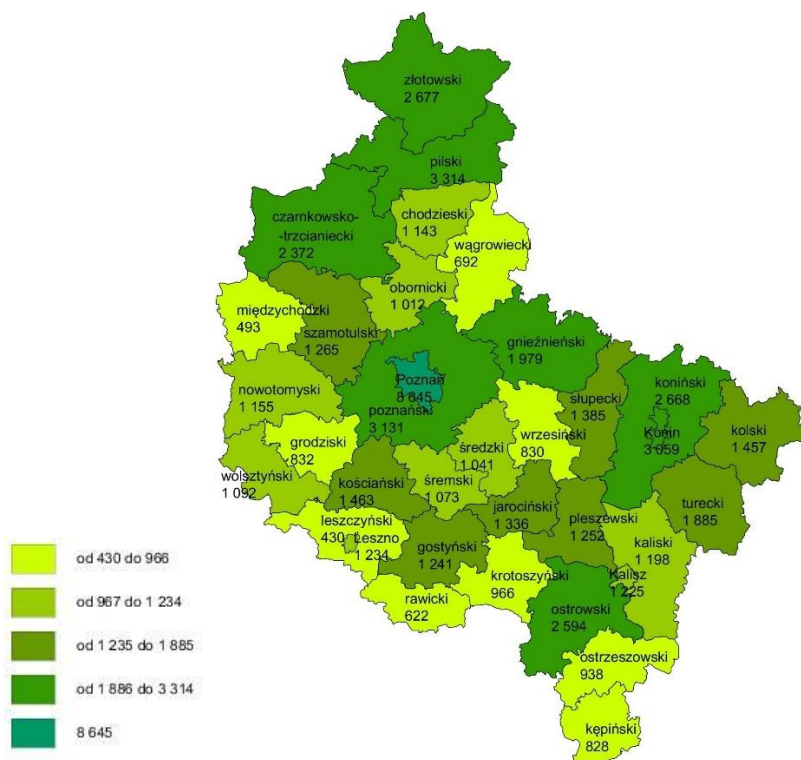 złotowski
2 677
pilski
3 314
chodzieski
1 143
czarnkowsko-
-trzcianecki
2 372
wągrowiecki
692
obornicki
1 012
międzychodzki
493
szamotulski
1 265
gnieźnieński
1 979
Poznań
8 645
poznański
3 131
słupecki
1 385
koniński
2 668
Konin
3 059
kolski
1 457
nowotomyski
1 155
grodziski
832
średzki
1 041
wrzesiński
830
wolsztyński
1 092
kościański
1 463
śremski
1 073
jarociński
1 336
pleszewski
1 252
turecki
1 885
kaliski
1 198
leszczyński
430
Leszno
1 234
gostyński
1 241
krotoszyński
966
Kalisz
1 225
rawicki
622
ostrowski
2 594
ostrzeszowski
938
kępiński
828
od 430 do 966
od 967 do 1 234
od 1 235 do 1 885
od 1 886 do 3 314
8 645